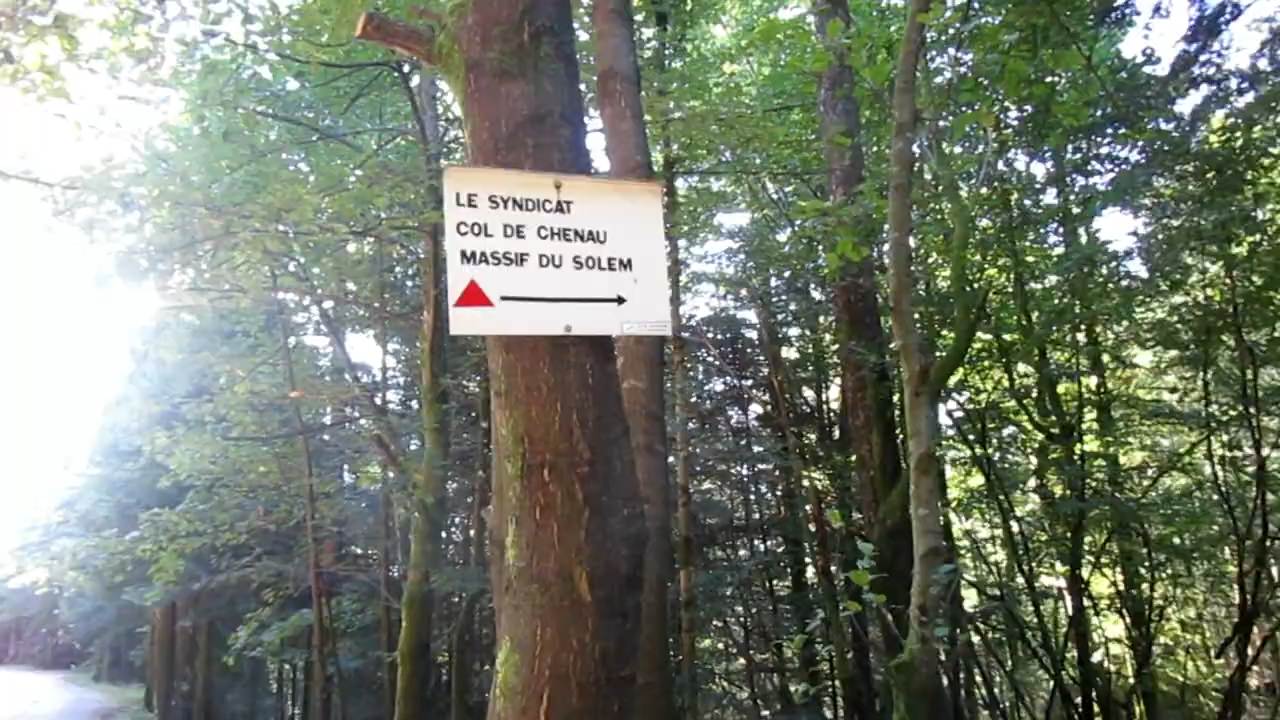 LE SYNDICAT
COL DE CHENAU
MASSIF DU SOLEM